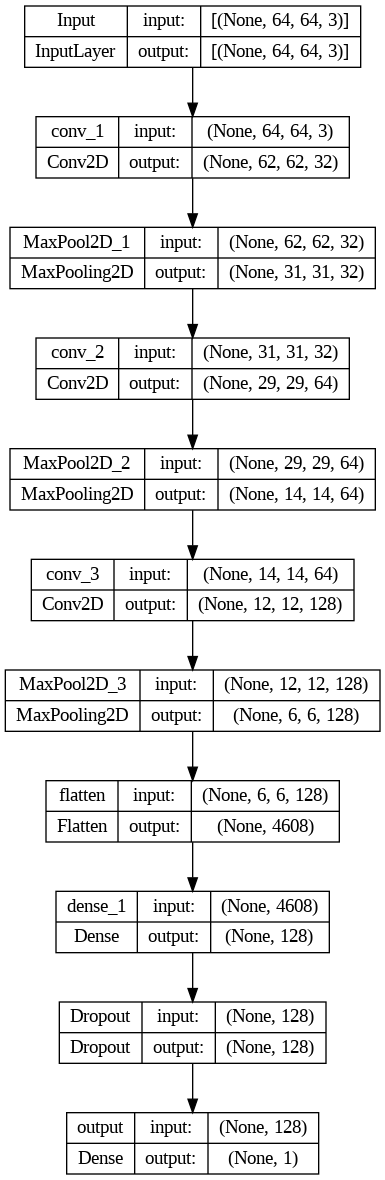 Input input: [(None, 64, 64, 3)]
InputLayer output: [(None, 64, 64, 3)]
conv_1 input: (None, 64, 64, 3)
Conv2D output: (None, 62, 62, 32)
MaxPool2D_1 input: (None, 62, 62, 32)
MaxPooling2D output: (None, 31, 31, 32)
conv_2 input: (None, 31, 31, 32)
Conv2D output: (None, 29, 29, 64)
MaxPool2D_2 input: (None, 29, 29, 64)
MaxPooling2D output: (None, 14, 14, 64)
conv_3 input: (None, 14, 14, 64)
Conv2D output: (None, 12, 12, 128)
MaxPool2D_3 input: (None, 12, 12, 128)
MaxPooling2D output: (None, 6, 6, 128)
flatten input: (None, 6, 6, 128)
Flatten output: (None, 4608)
dense_1 input: (None, 4608)
Dense output: (None, 128)
Dropout input: (None, 128)
Dropout output: (None, 128)
output input: (None, 128)
Dense output: (None, 1)